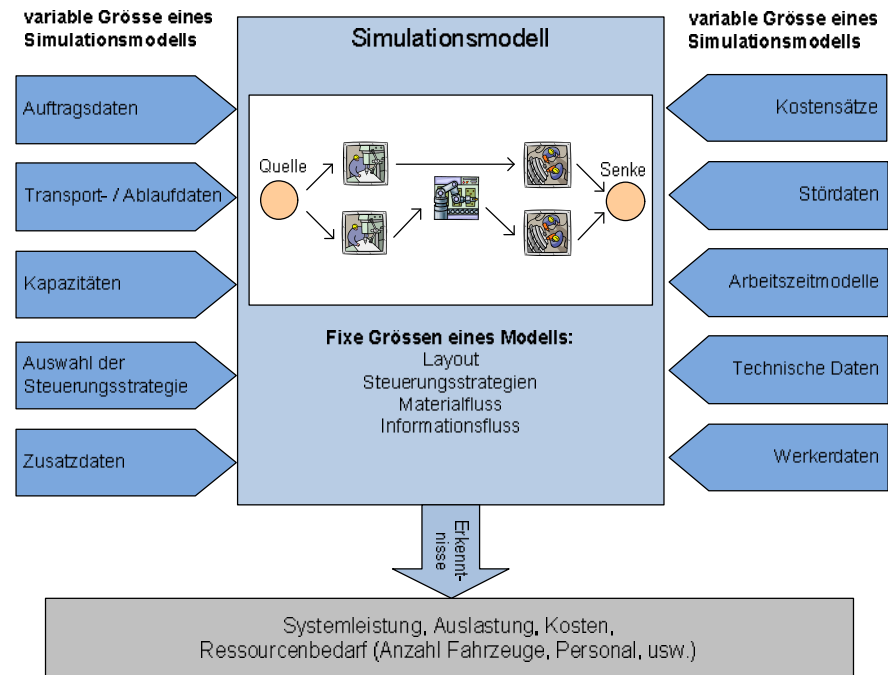 variable Grösse eines
Simulationsmodells
Auftragsdaten
Transport- / Ablaufdaten
Kapazitäten
Auswahl der
Steuerungsstrategie
Zusatzdaten
Simulationsmodell
Quelle
Senke
Fixe Grössen eines Modells:
Layout
Steuerungsstrategien
Materialfluss
Informationsfluss
variable Grösse eines
Simulationsmodells
Kostensätze
Stördaten
Arbeitszeitmodelle
Technische Daten
Werkerdaten
Erkennt-
nisse
Systemleistung, Auslastung, Kosten,
Ressourcenbedarf (Anzahl Fahrzeuge, Personal, usw.)